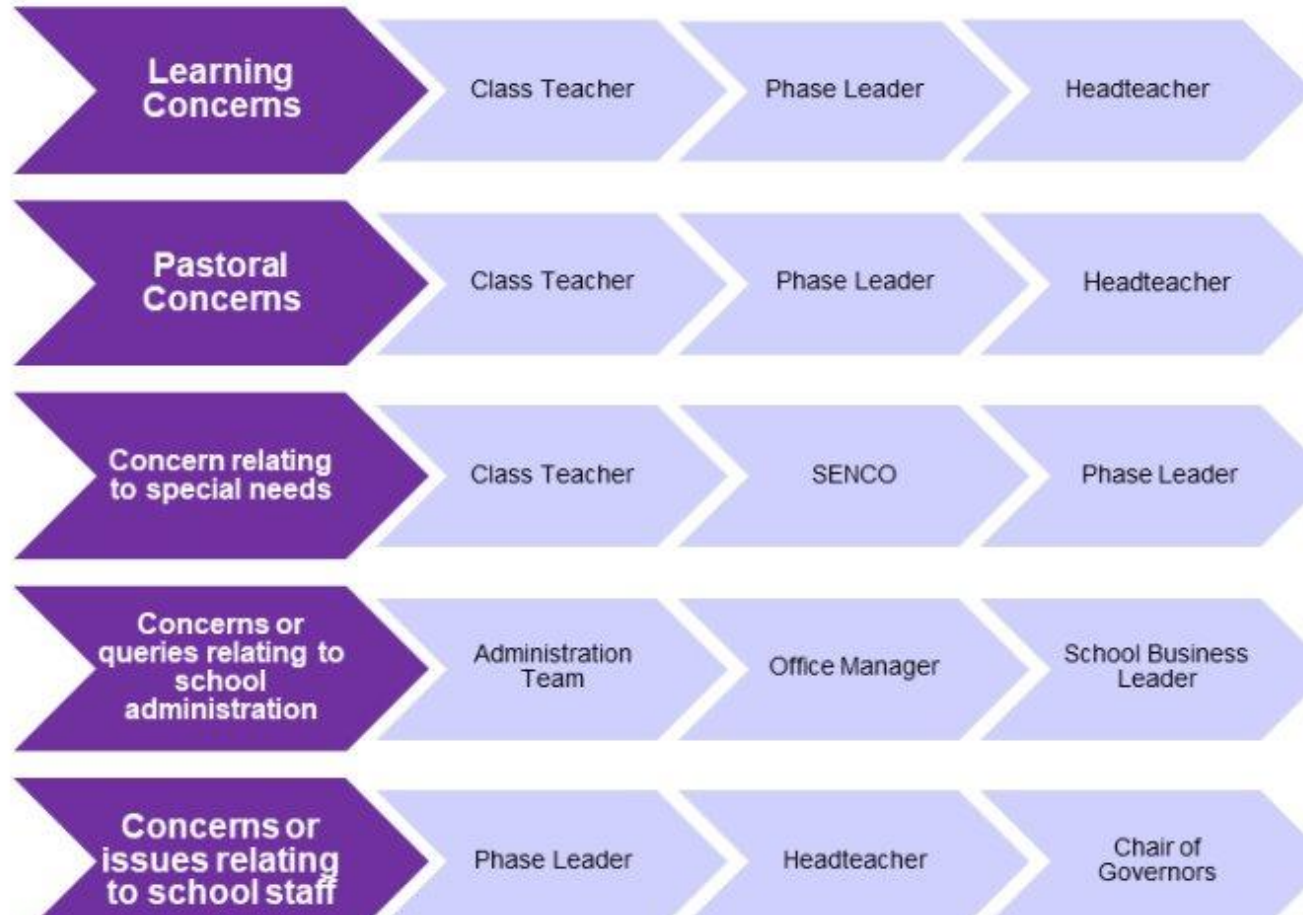 Learning
Concerns
Class Teacher
Phase Leader
Headteacher
Pastoral
Concerns
Class Teacher
Phase Leader
Headteacher
Concern relating
to special needs
Class Teacher
SENCO
Phase Leader
Concerns or
queries relating to
school
administration
Administration
Team
Office Manager
School Business
Leader
Concerns or
issues relating
to school staff
Phase Leader
Headteacher
Chair of
Governors